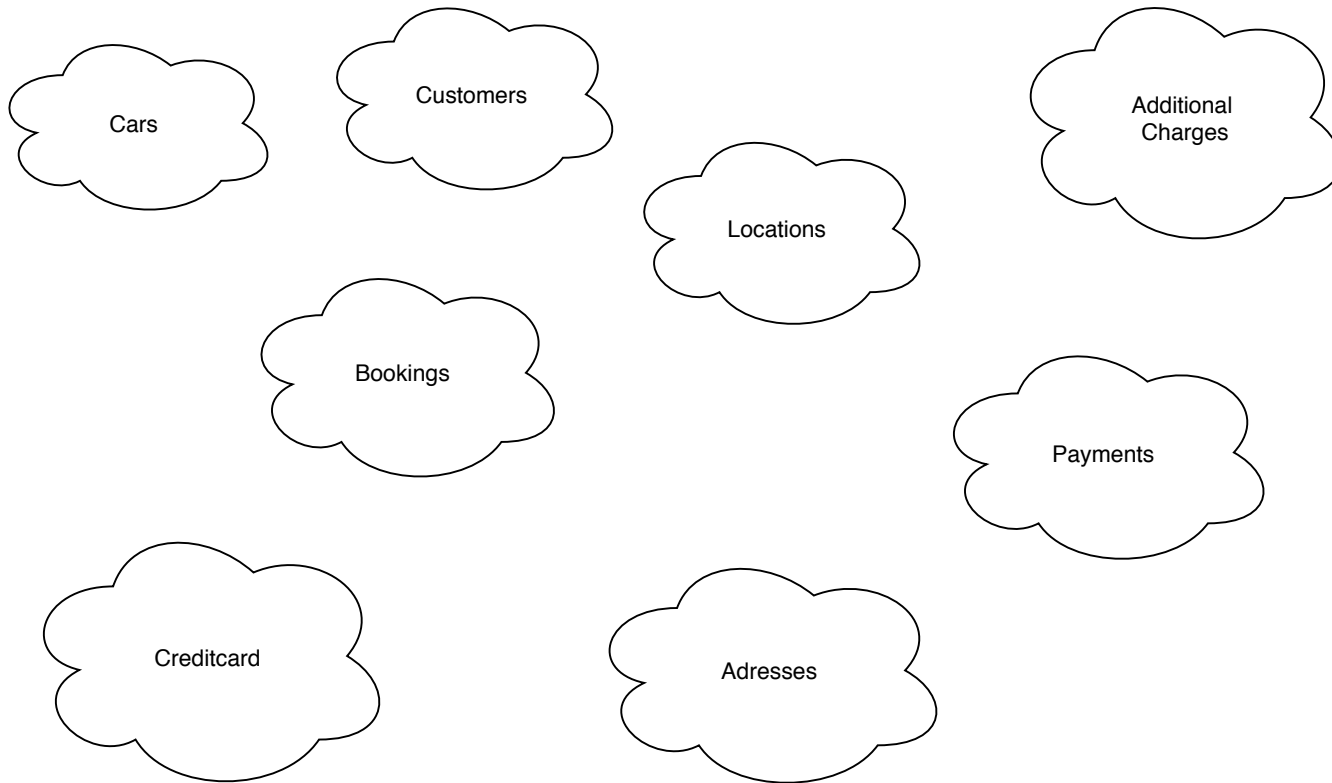 Cars
Customers
Additional
Charges
Locations
Bookings
Payments
Creditcard
Adresses